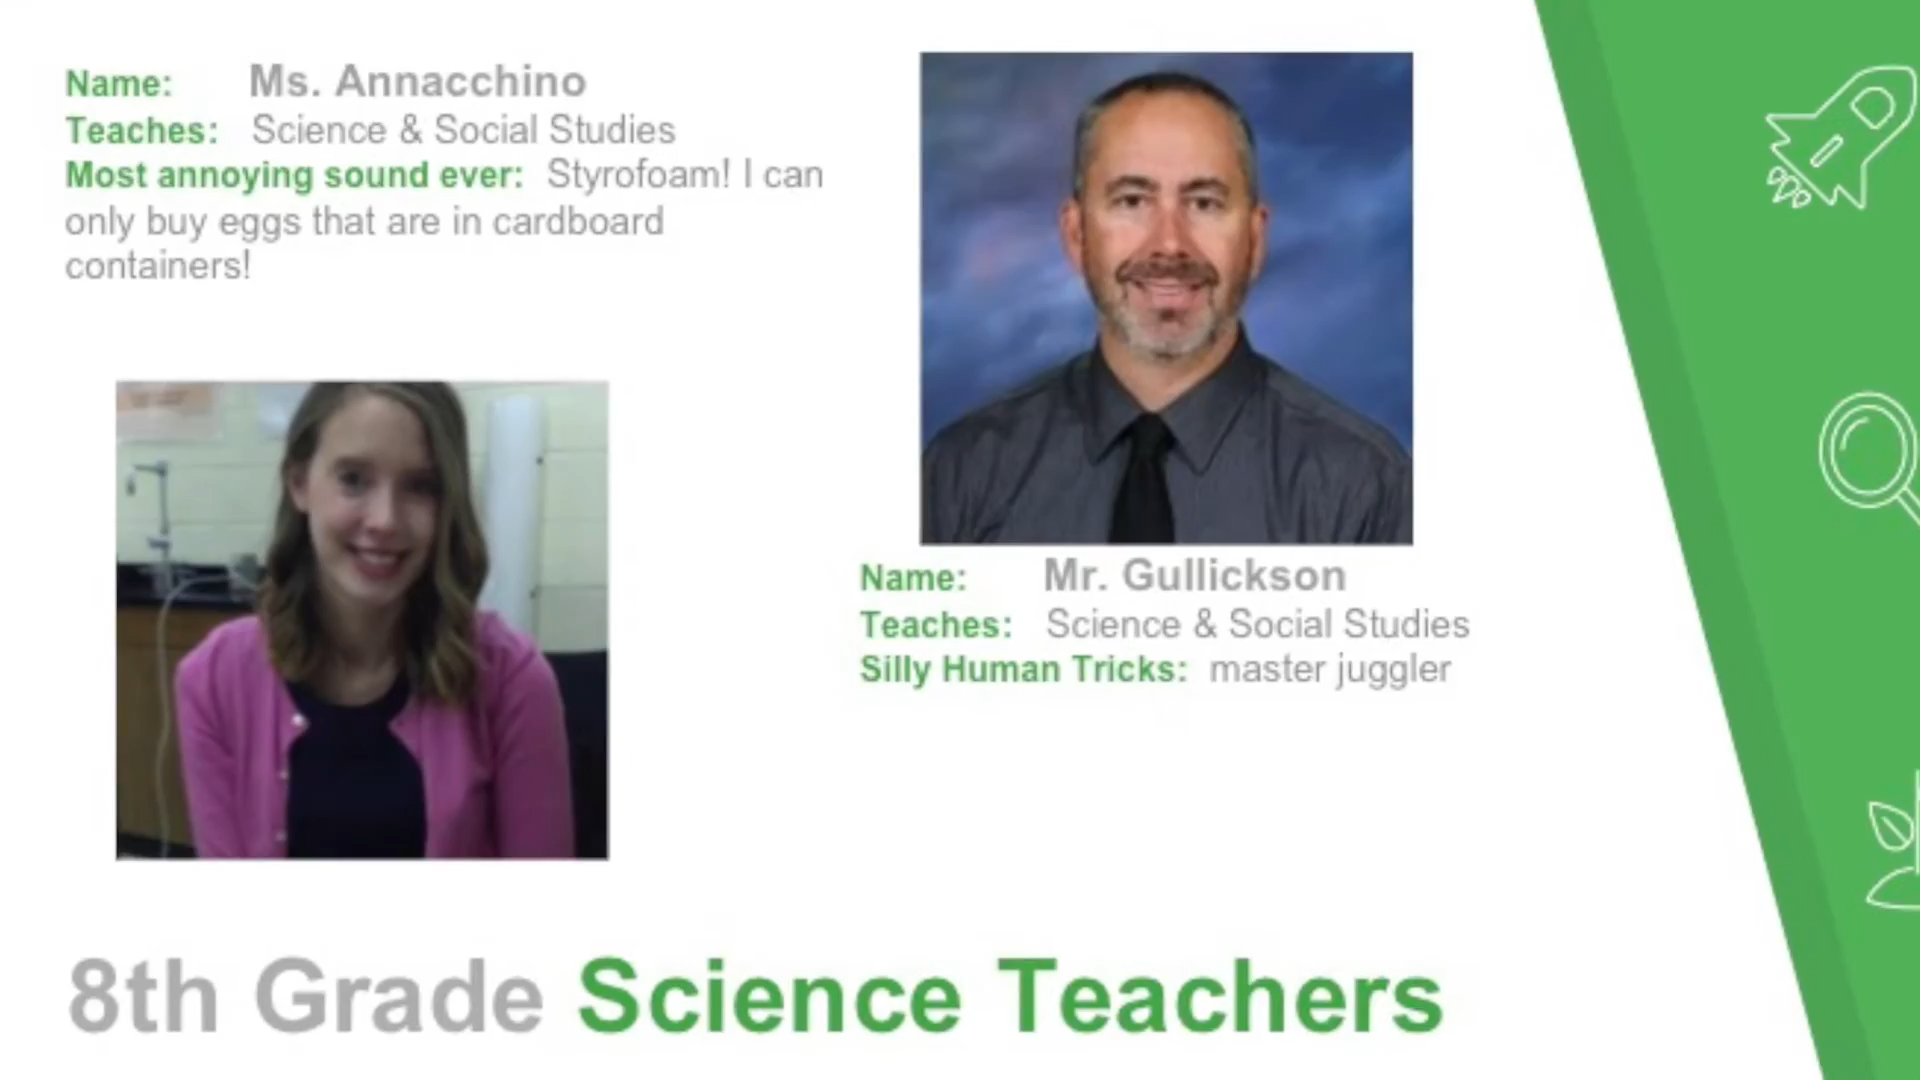 Name: Ms. Annacchino
Teaches: Science & Social Studies
Most annoying sound ever: Styrofoam! I can
only buy eggs that are in cardboard
containers!
Name: Mr. Gullickson
Teaches: Science & Social Studies
Silly Human Tricks: master juggler
8th Grade Science Teachers